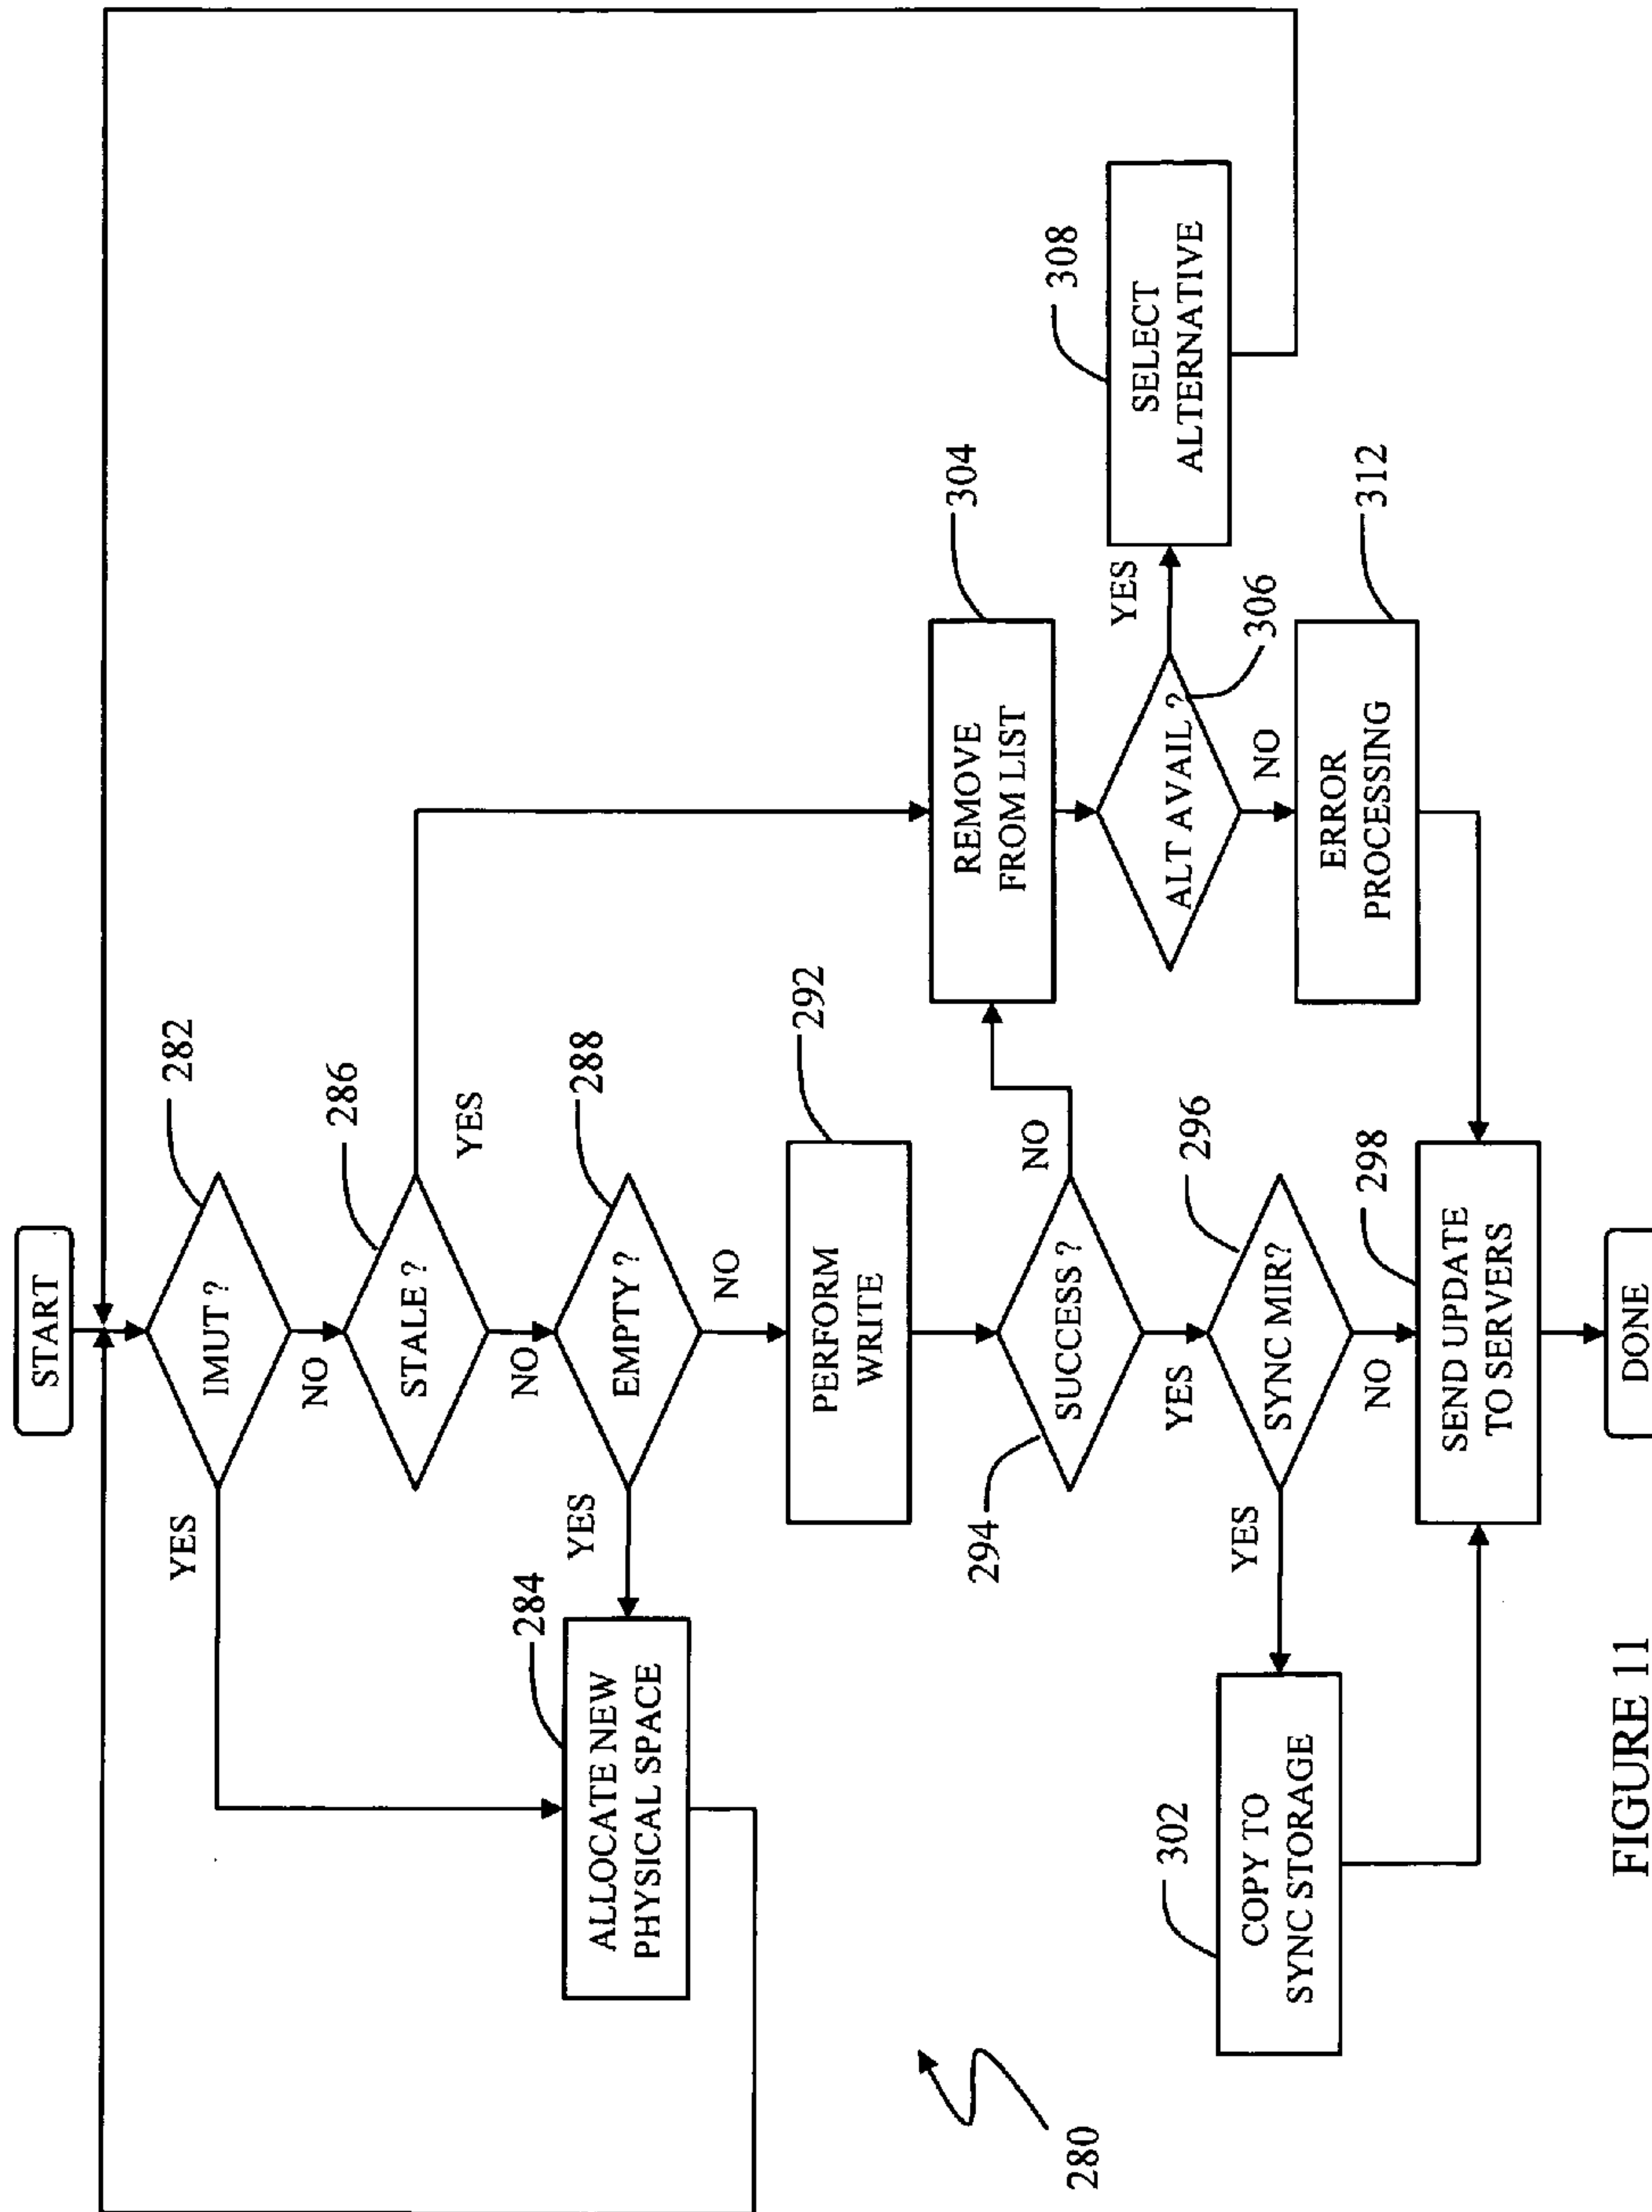 START
282
IMUT ?
YES
NO
286
STALE ?
YES
NO
288
EMPTY ?
YES
NO
284
ALLOCATE NEW
PHYSICAL SPACE
292
PERFORM
WRITE
304
REMOVE
FROM LIST
294
SUCCESS ?
NO
YES
306
ALT AVAIL ?
YES
NO
308
SELECT
ALTERNATIVE
296
SYNC MIR?
YES
NO
302
COPY TO
SYNC STORAGE
312
ERROR
PROCESSING
298
SEND UPDATE
TO SERVERS
DONE
280
FIGURE 11